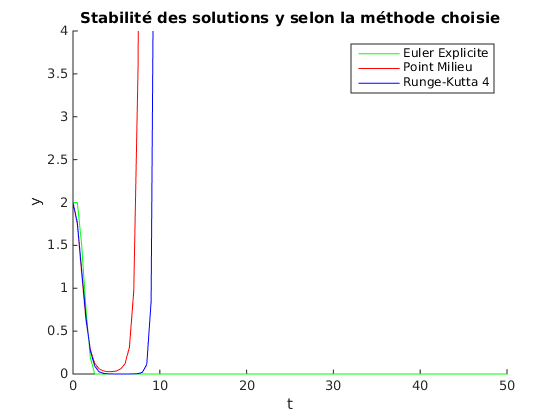 Stabilité des solutions y selon la méthode choisie
4
3.5
3
2.5
2
1.5
1
0.5
0
y
Euler Explicite
Point Milieu
Runge-Kutta 4
0 10 20 30 40 50
t